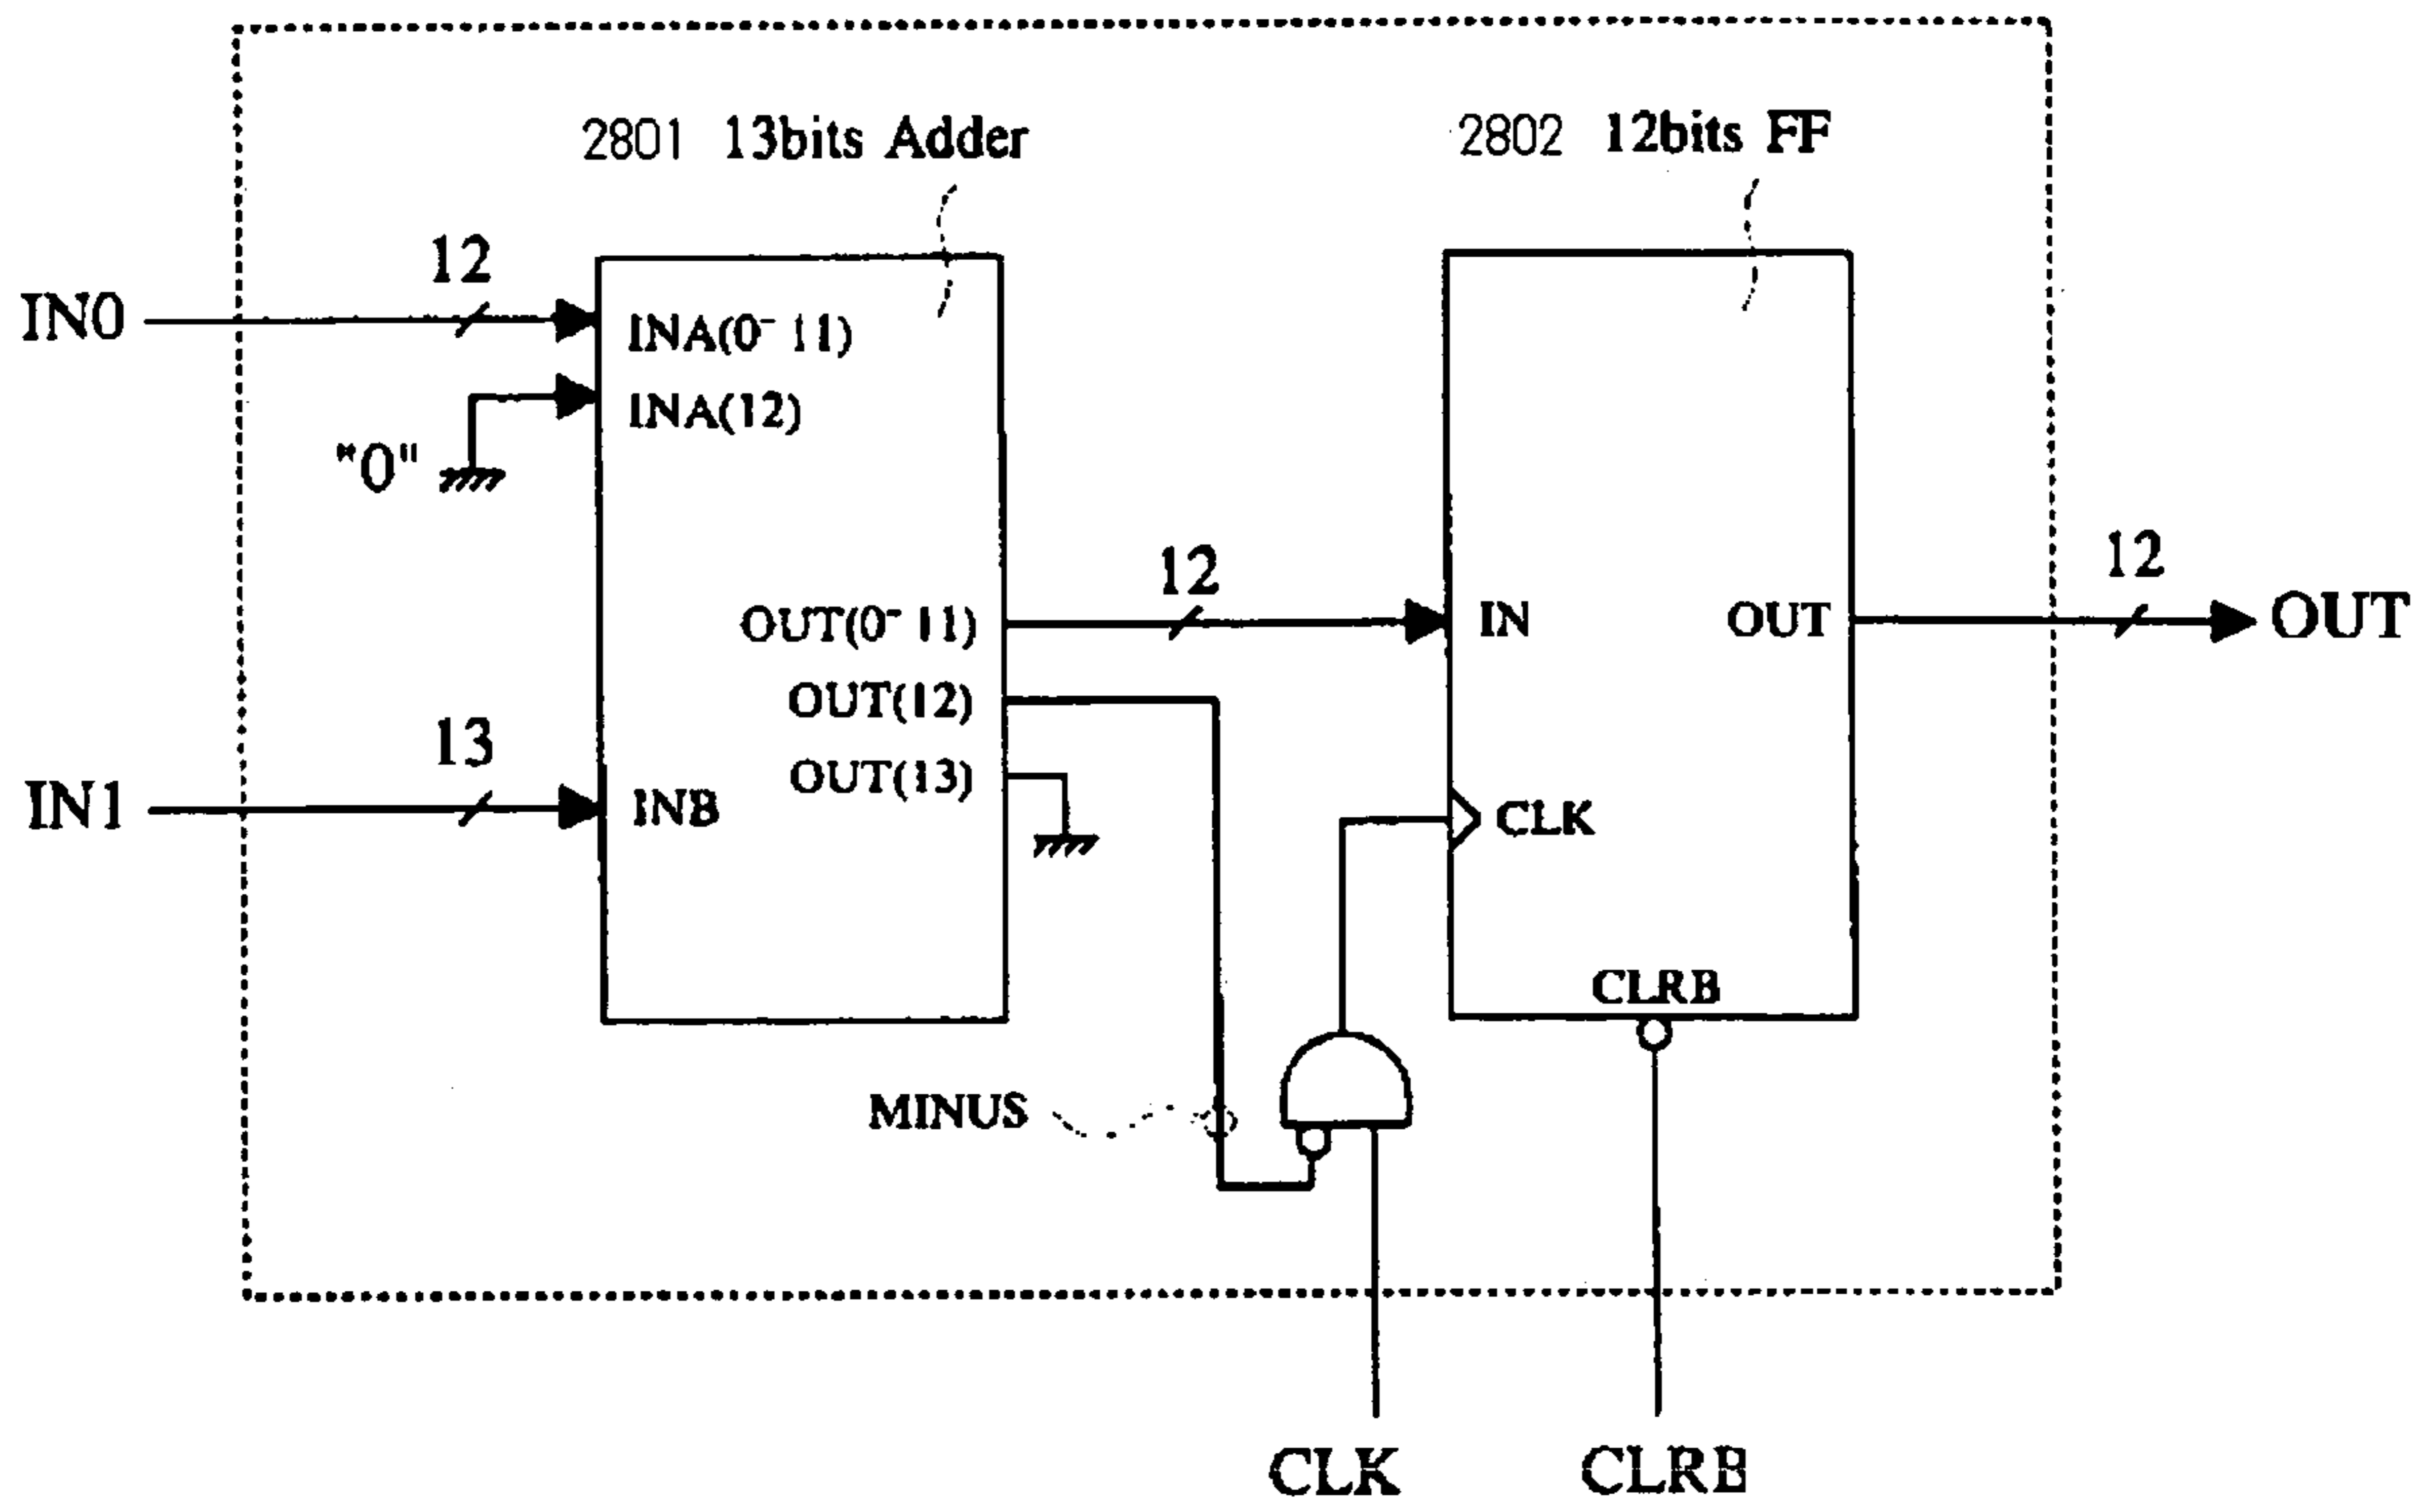 2801 13bits Adder
2802 12bits FF
12
IN0
INA(0-11)
INA(12)
"0"
12
12
OUT(0-11)
IN
OUT
OUT
OUT(12)
13
OUT(13)
IN1
INB
CLK
CLRB
MINUS
CLK
CLRB